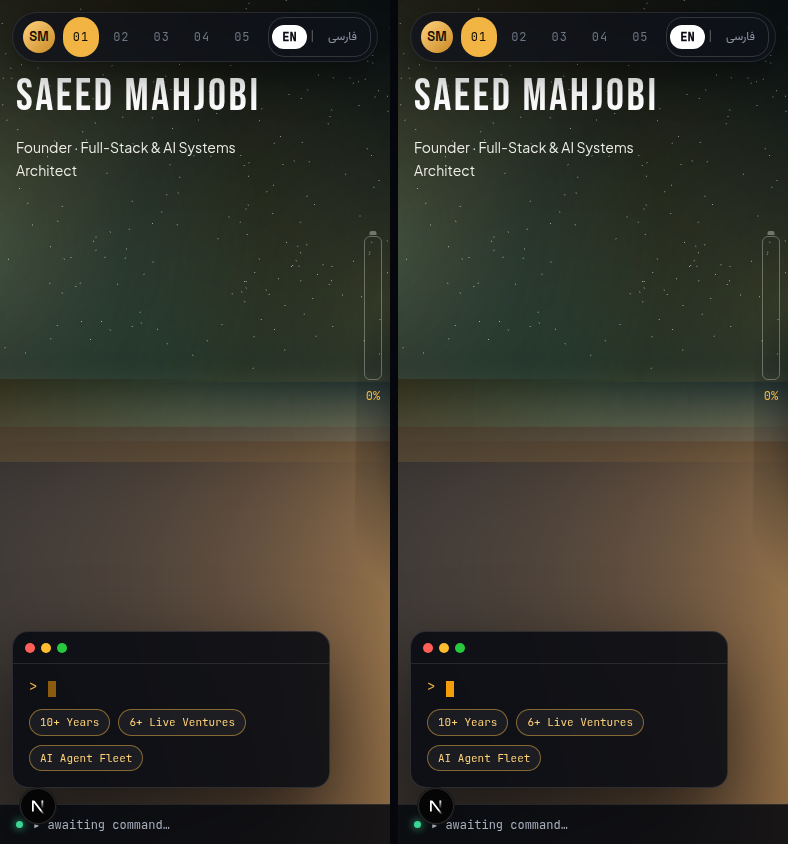 SM 01 02 03 04 05 EN | فارسی
SAEED MAHJOBI
Founder · Full-Stack & AI Systems
Architect
0%
>
10+ Years 6+ Live Ventures
AI Agent Fleet
N
▸ awaiting command…
SM 01 02 03 04 05 EN | فارسی
SAEED MAHJOBI
Founder · Full-Stack & AI Systems
Architect
0%
>
10+ Years 6+ Live Ventures
AI Agent Fleet
N
▸ awaiting command…